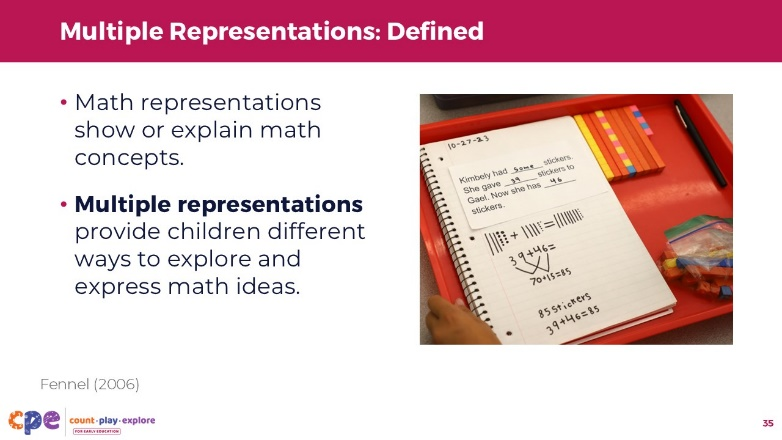 Multiple Representations: Defined
• Math representations
show or explain math
concepts.
• Multiple representations
provide children different
ways to explore and
express math ideas.
10-27-23
Kimbely had some stickers.
She gave 39 stickers to
Gael. Now she has 46
stickers.
39+46=
70+15=85
85 stickers
39+46=85
Fennel (2006)
cpe count·play·explore
FOR EARLY EDUCATION
35